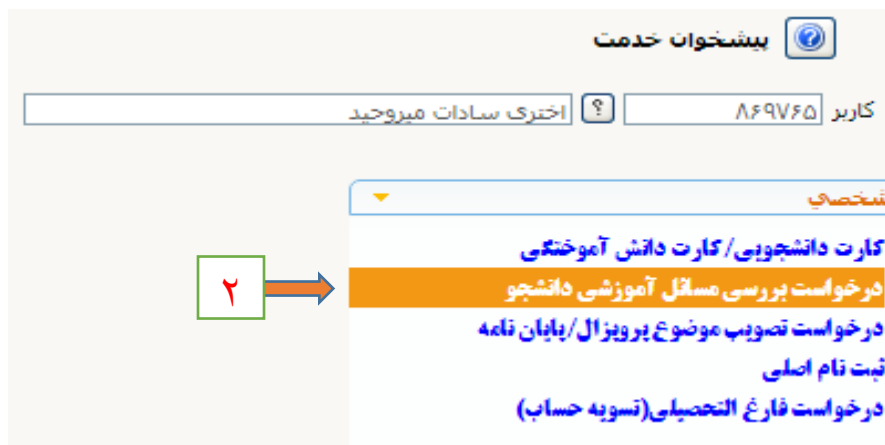 پیشخوان خدمت
کاربر ۸۶۹۷۶۵ ؟ اختری سادات میروحید
شخصي
کارت دانشجویی/کارت دانش آموختگی
۲ درخواست بررسی مسائل آموزشی دانشجو
درخواست تصویب موضوع پروپزال/پایان نامه
ثبت نام اصلی
درخواست فارغ التحصیلی(تسویه حساب)